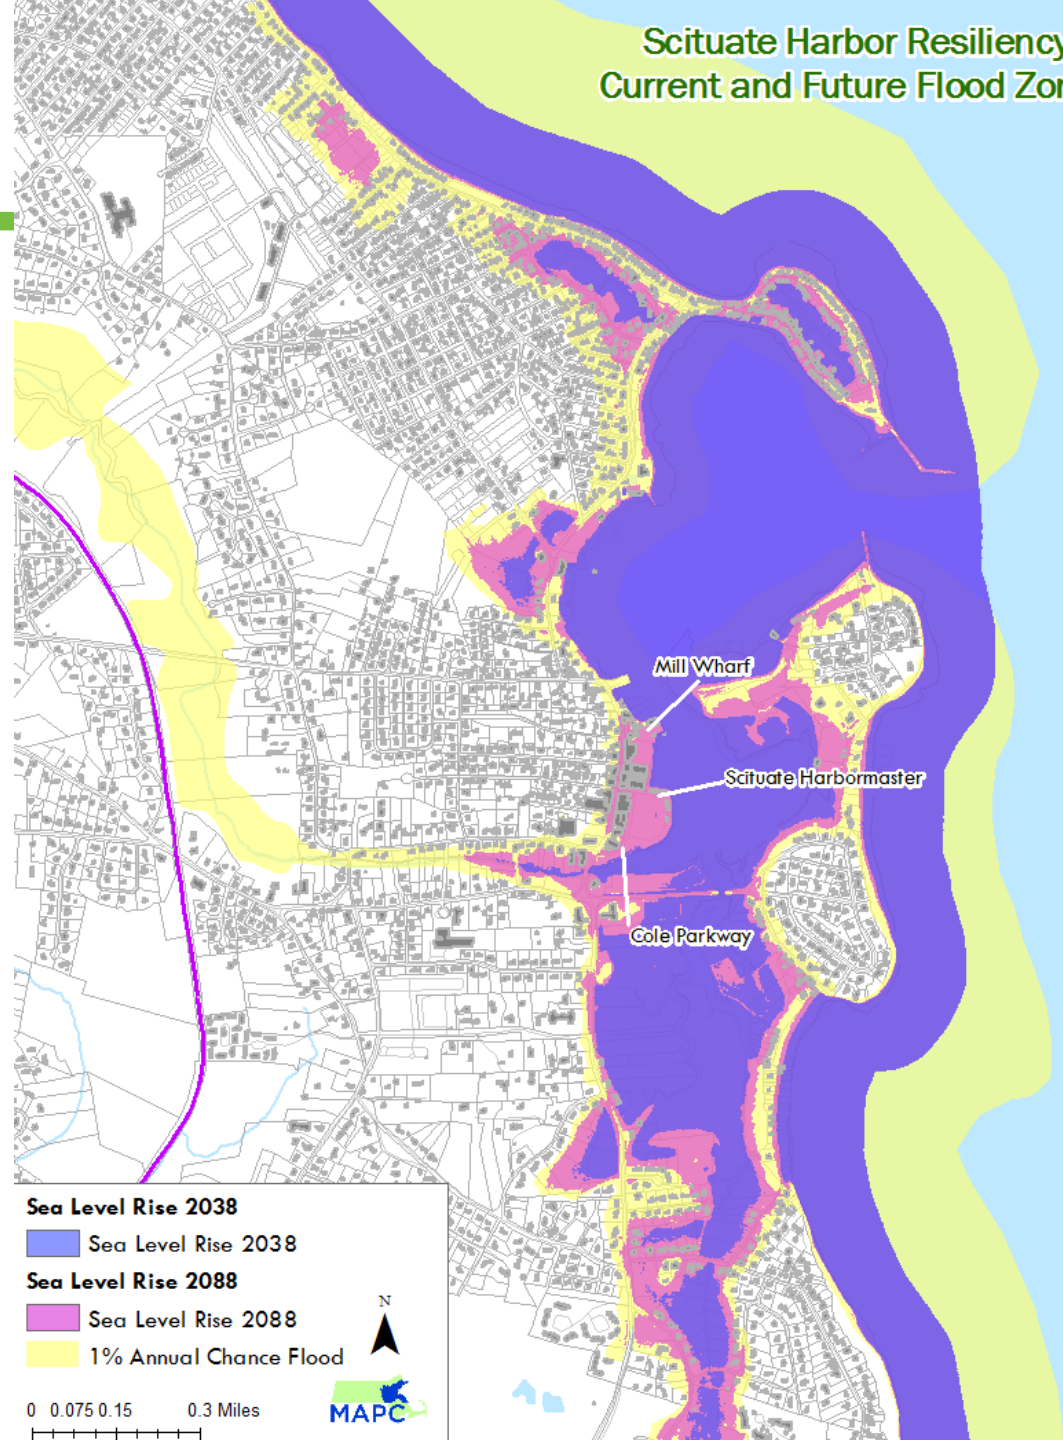 Scituate Harbor Resiliency
Current and Future Flood Zon
Mill Wharf
Scituate Harbormaster
Cole Parkway
Sea Level Rise 2038
Sea Level Rise 2038
Sea Level Rise 2088
Sea Level Rise 2088
1% Annual Chance Flood
N
0 0.075 0.15 0.3 Miles
MAPC